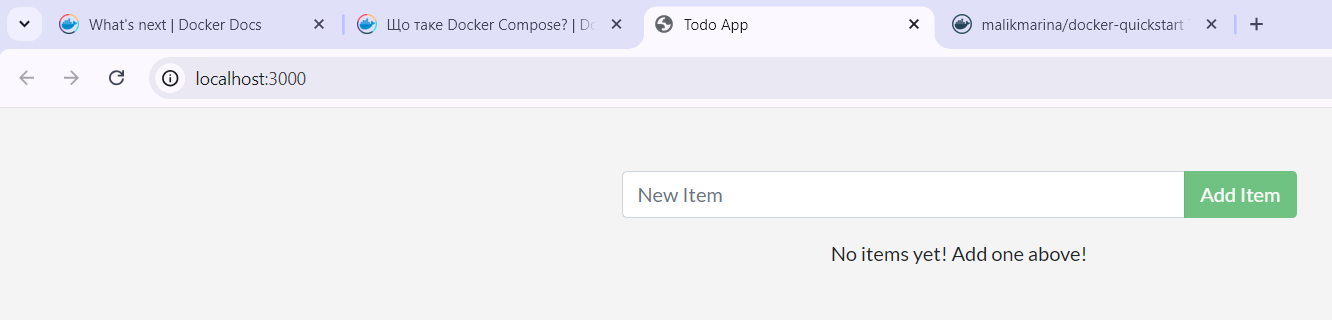 What's next | Docker Docs
Що таке Docker Compose? | Do
Todo App
malikmarina/docker-quickstart
localhost:3000
New Item
Add Item
No items yet! Add one above!